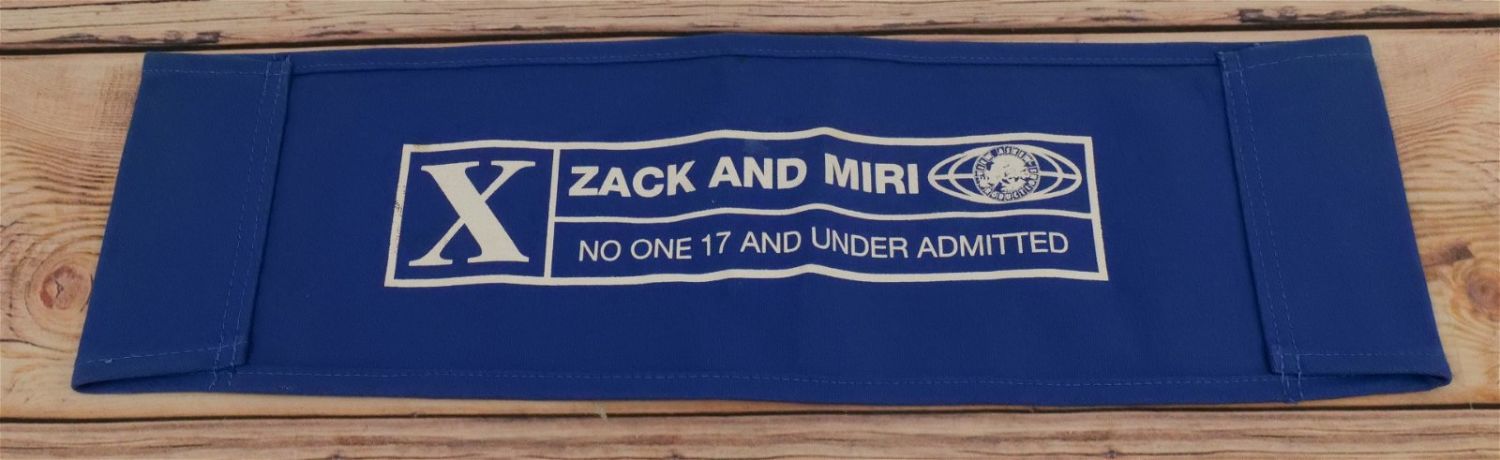 X
ZACK AND MIRI
NO ONE 17 AND UNDER ADMITTED